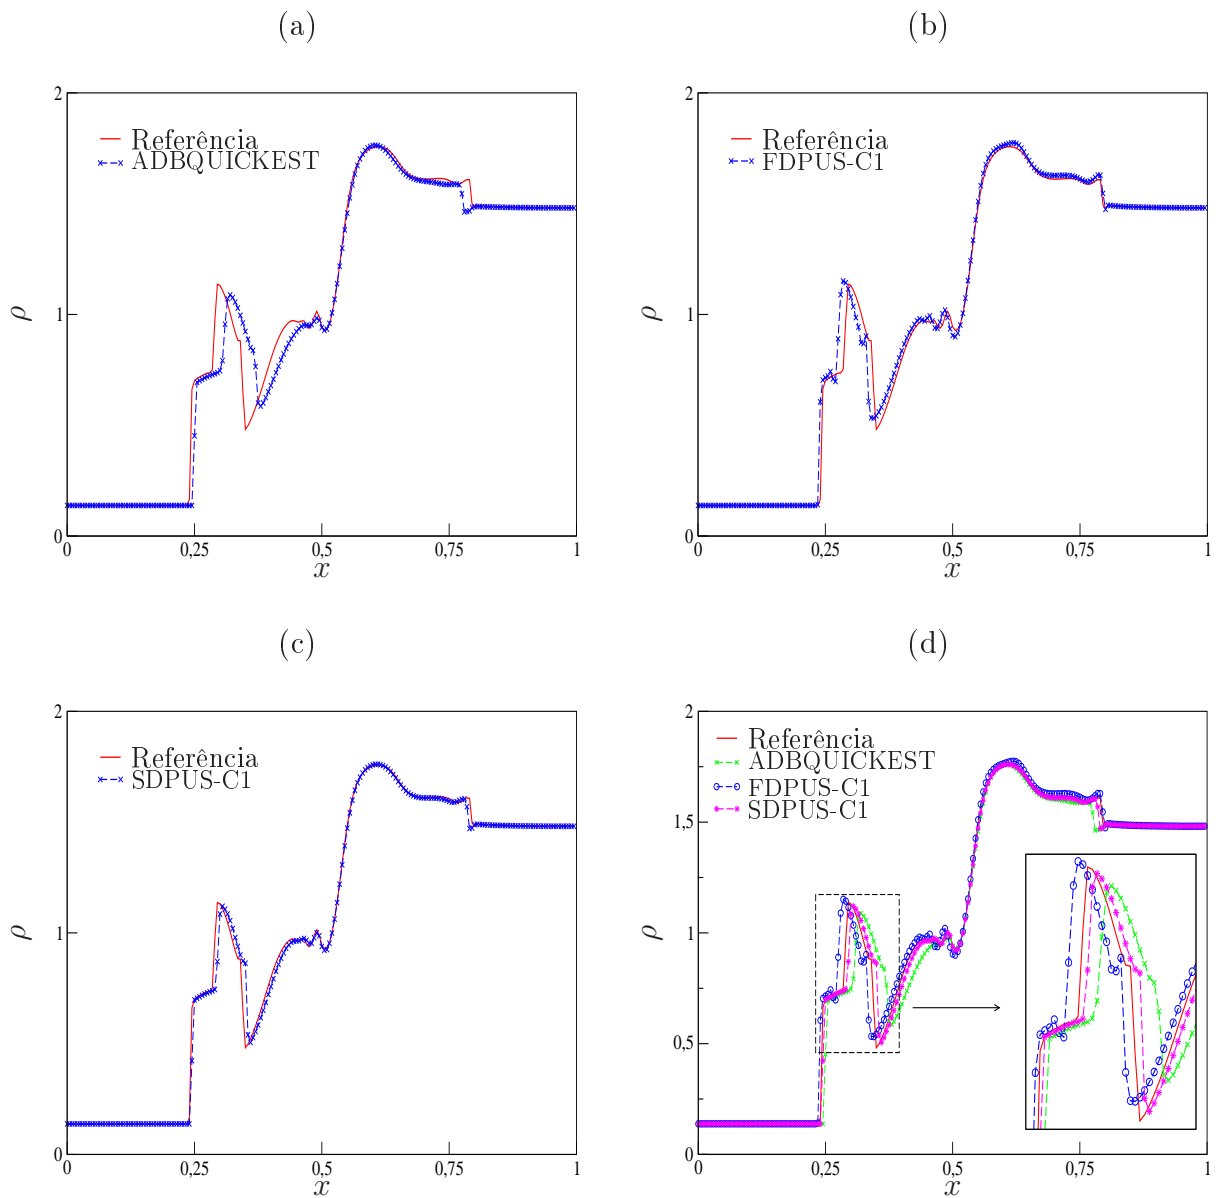 (a)
2
1
0
ρ
Referência
ADBQUICKEST
0
0,25
0,5
0,75
1
x
(b)
2
1
0
ρ
Referência
FDPUS-C1
0
0,25
0,5
0,75
1
x
(c)
2
1
0
ρ
Referência
SDPUS-C1
0
0,25
0,5
0,75
1
x
(d)
2
1,5
1
0,5
0
ρ
Referência
ADBQUICKEST
FDPUS-C1
SDPUS-C1
0
0,25
0,5
0,75
1
x